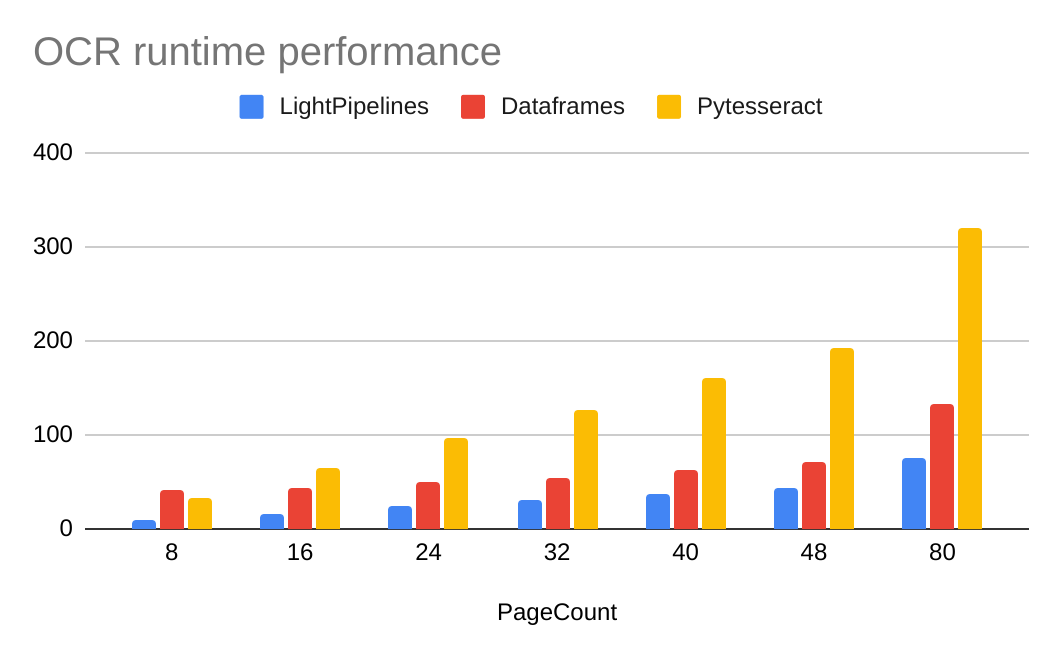 OCR runtime performance
LightPipelines Dataframes Pytesseract
400
300
200
100
0
8 16 24 32 40 48 80
PageCount